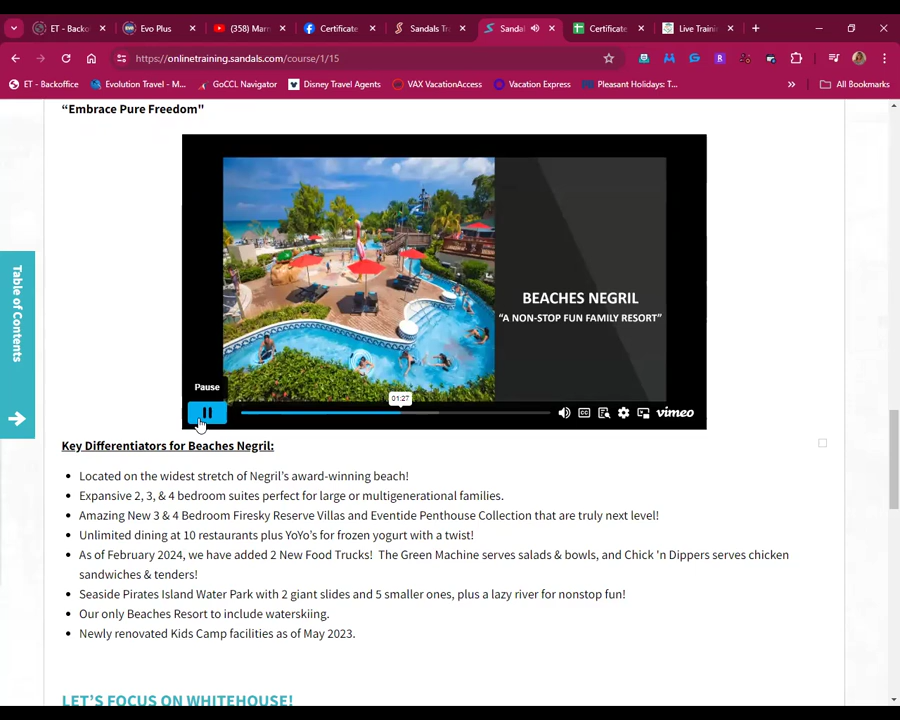 ET - Backo
Evo Plus
(358) Marr
Certificate
Sandals Tr
Sandal
Certificate
Live Trainin
https://onlinetraining.sandals.com/course/1/15
ET - Backoffice
Evolution Travel - M...
GoCCL Navigator
Disney Travel Agents
VAX VacationAccess
Vacation Express
Pleasant Holidays: T...
All Bookmarks
“Embrace Pure Freedom"
BEACHES NEGRIL
“A NON-STOP FUN FAMILY RESORT”
Pause
01:27
CC
vimeo
Table of Contents
Key Differentiators for Beaches Negril:
Located on the widest stretch of Negril’s award-winning beach!
Expansive 2, 3, & 4 bedroom suites perfect for large or multigenerational families.
Amazing New 3 & 4 Bedroom Firesky Reserve Villas and Eventide Penthouse Collection that are truly next level!
Unlimited dining at 10 restaurants plus YoYo’s for frozen yogurt with a twist!
As of February 2024, we have added 2 New Food Trucks!  The Green Machine serves salads & bowls, and Chick 'n Dippers serves chicken
sandwiches & tenders!
Seaside Pirates Island Water Park with 2 giant slides and 5 smaller ones, plus a lazy river for nonstop fun!
Our only Beaches Resort to include waterskiing.
Newly renovated Kids Camp facilities as of May 2023.
LET’S FOCUS ON WHITEHOUSE!